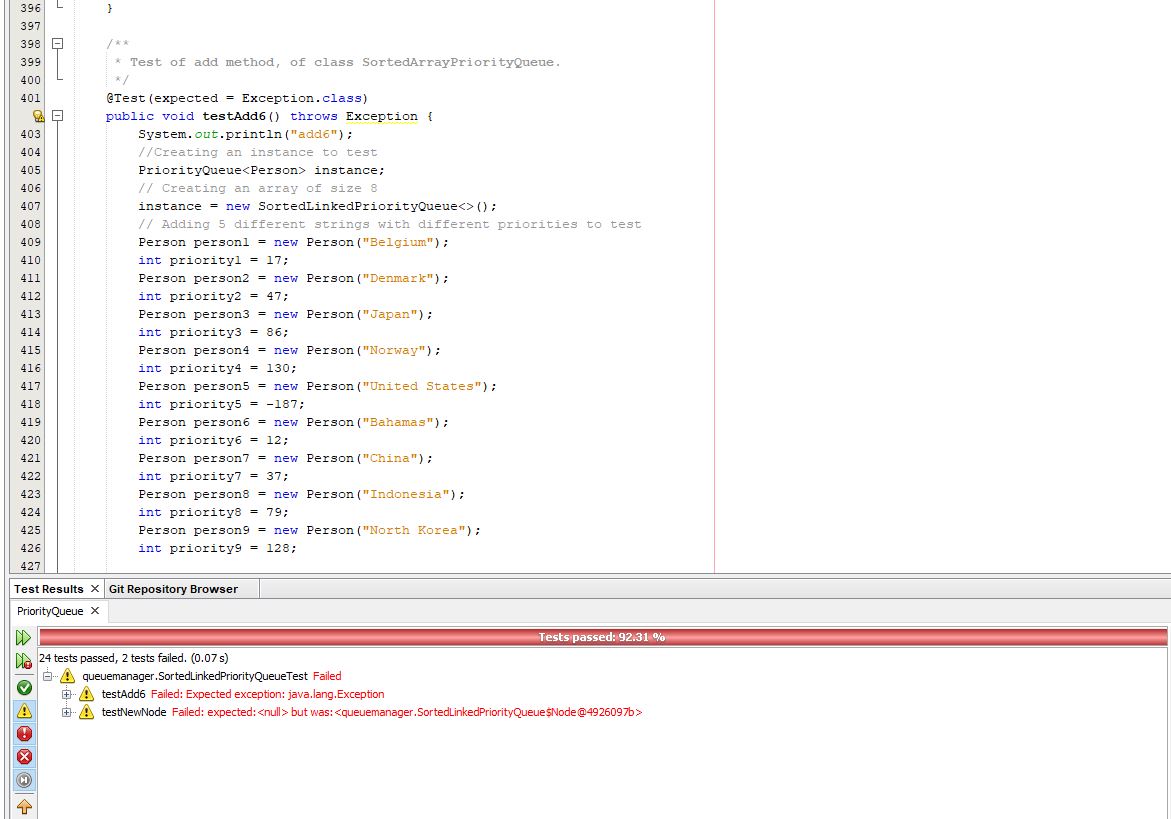 396 }
397
398 /**
399 * Test of add method, of class SortedArrayPriorityQueue.
400 */
401 @Test(expected = Exception.class)
public void testAdd6() throws Exception {
403 System.out.println("add6");
404 //Creating an instance to test
405 PriorityQueue<Person> instance;
406 // Creating an array of size 8
407 instance = new SortedLinkedPriorityQueue<>();
408 // Adding 5 different strings with different priorities to test
409 Person person1 = new Person("Belgium");
410 int priority1 = 17;
411 Person person2 = new Person("Denmark");
412 int priority2 = 47;
413 Person person3 = new Person("Japan");
414 int priority3 = 86;
415 Person person4 = new Person("Norway");
416 int priority4 = 130;
417 Person person5 = new Person("United States");
418 int priority5 = -187;
419 Person person6 = new Person("Bahamas");
420 int priority6 = 12;
421 Person person7 = new Person("China");
422 int priority7 = 37;
423 Person person8 = new Person("Indonesia");
424 int priority8 = 79;
425 Person person9 = new Person("North Korea");
426 int priority9 = 128;
427
Test Results × Git Repository Browser
PriorityQueue ×
Tests passed: 92.31 %
24 tests passed, 2 tests failed. (0.07 s)
queuemanager.SortedLinkedPriorityQueueTest Failed
testAdd6 Failed: Expected exception: java.lang.Exception
testNewNode Failed: expected:<null> but was:<queuemanager.SortedLinkedPriorityQueue$Node@4926097b>